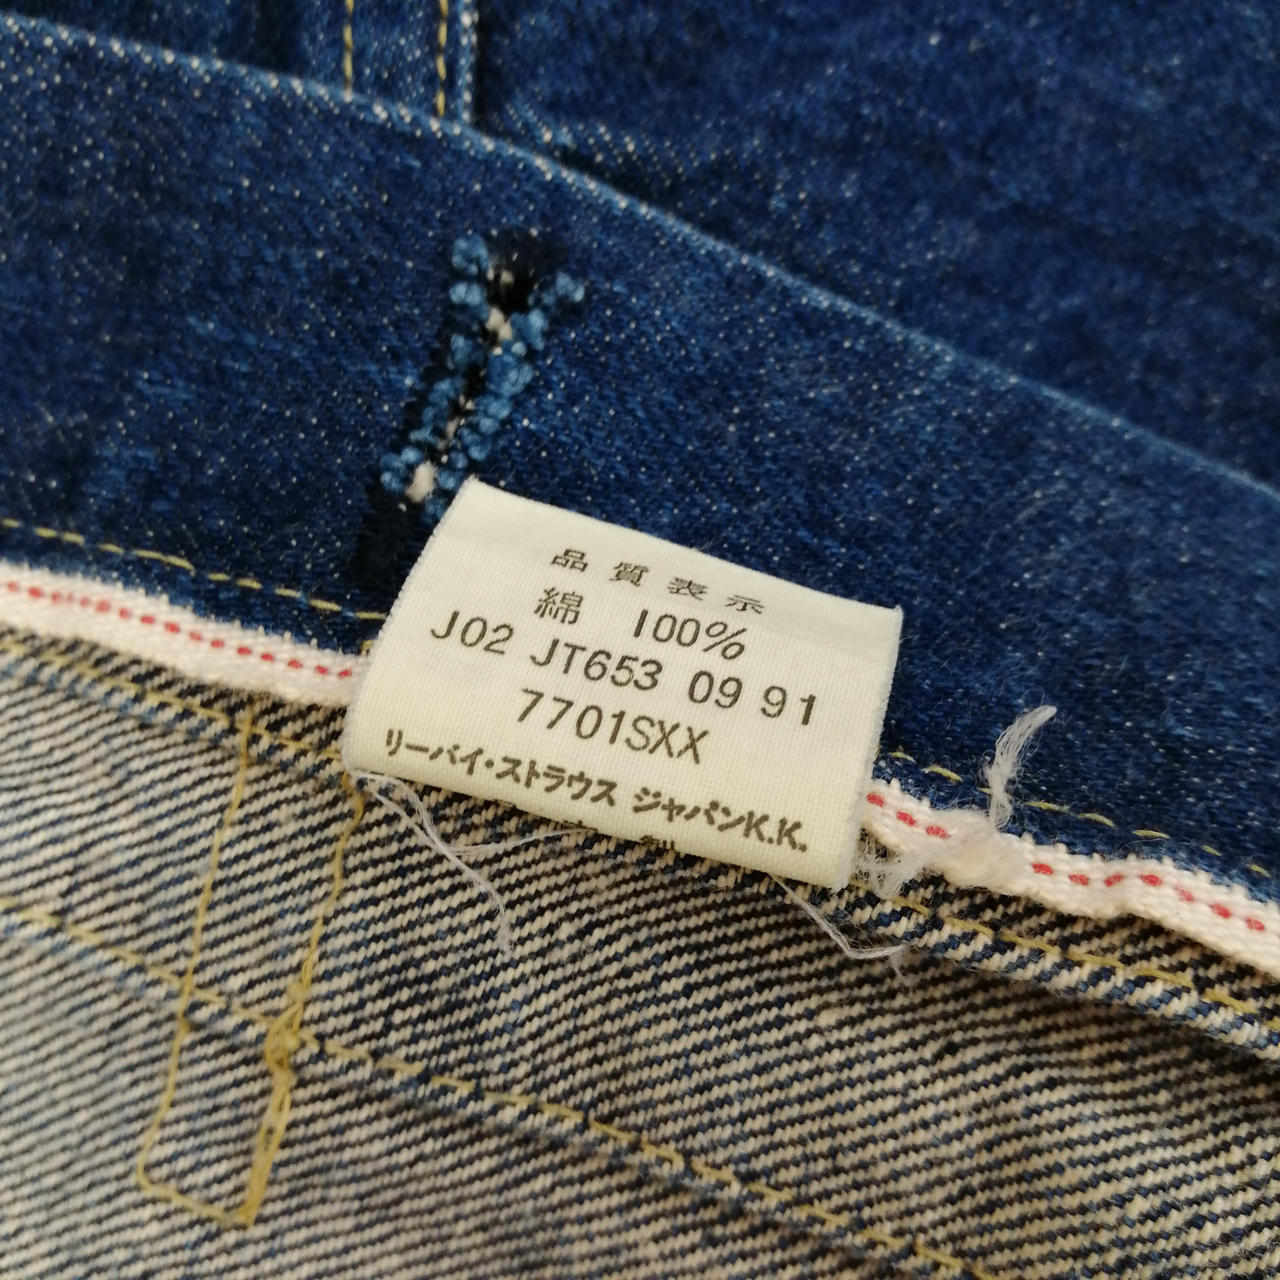 品質表示
綿 100%
J02 JT653 09 91
7701SXX
リーバイ・ストラウス ジャパンK.K.